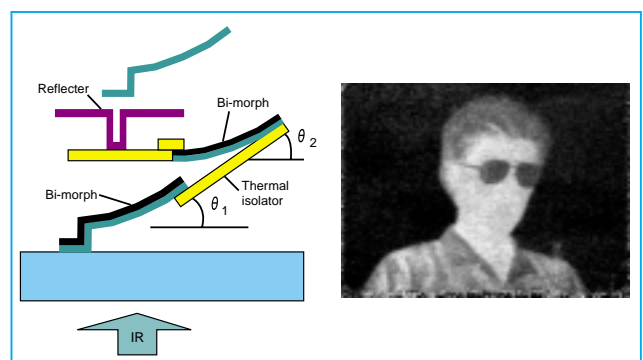 Reflecter
Bi-morph
θ 2
Thermal
isolator
Bi-morph
θ 1
IR